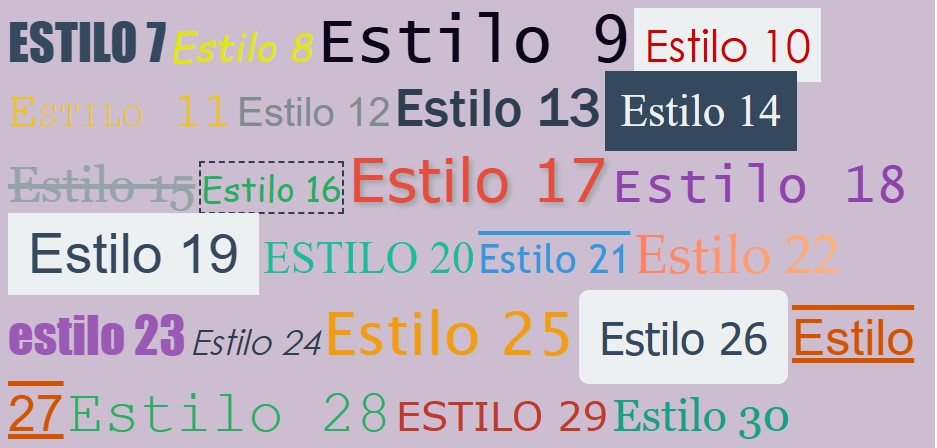 ESTILO 7 Estilo 8 Estilo 9 Estilo 10
ESTILO 11 Estilo 12 Estilo 13 Estilo 14
Estilo 15 Estilo 16 Estilo 17 Estilo 18
Estilo 19 ESTILO 20 Estilo 21 Estilo 22
estilo 23 Estilo 24 Estilo 25 Estilo 26 Estilo
27 Estilo 28 ESTILO 29 Estilo 30